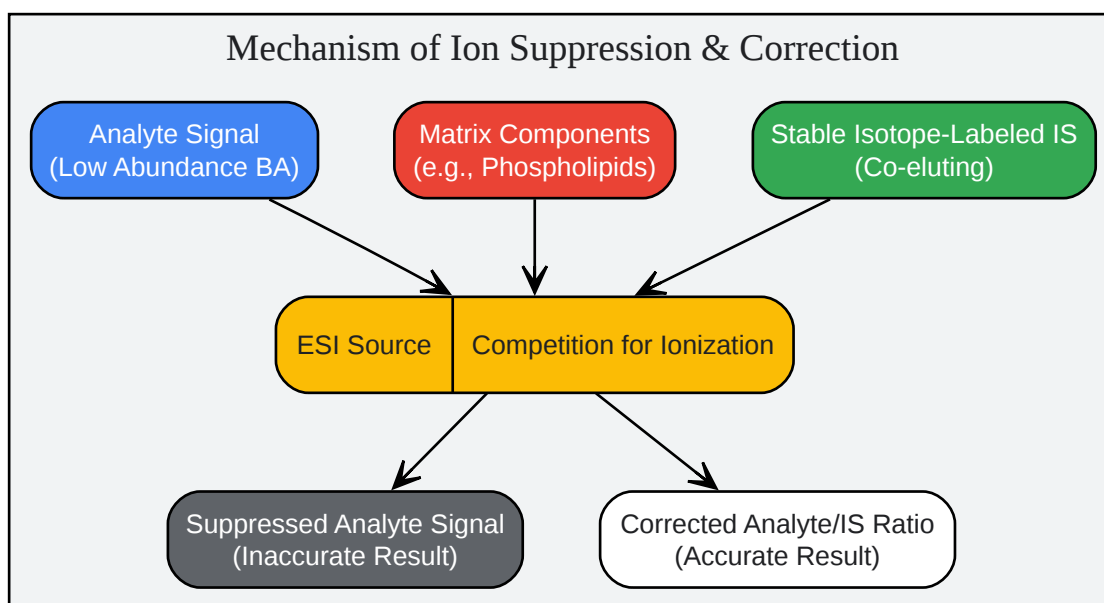 Mechanism of Ion Suppression & Correction
Analyte Signal
(Low Abundance BA)
Matrix Components
(e.g., Phospholipids)
Stable Isotope-Labeled IS
(Co-eluting)
ESI Source
Competition for Ionization
Suppressed Analyte Signal
(Inaccurate Result)
Corrected Analyte/IS Ratio
(Accurate Result)